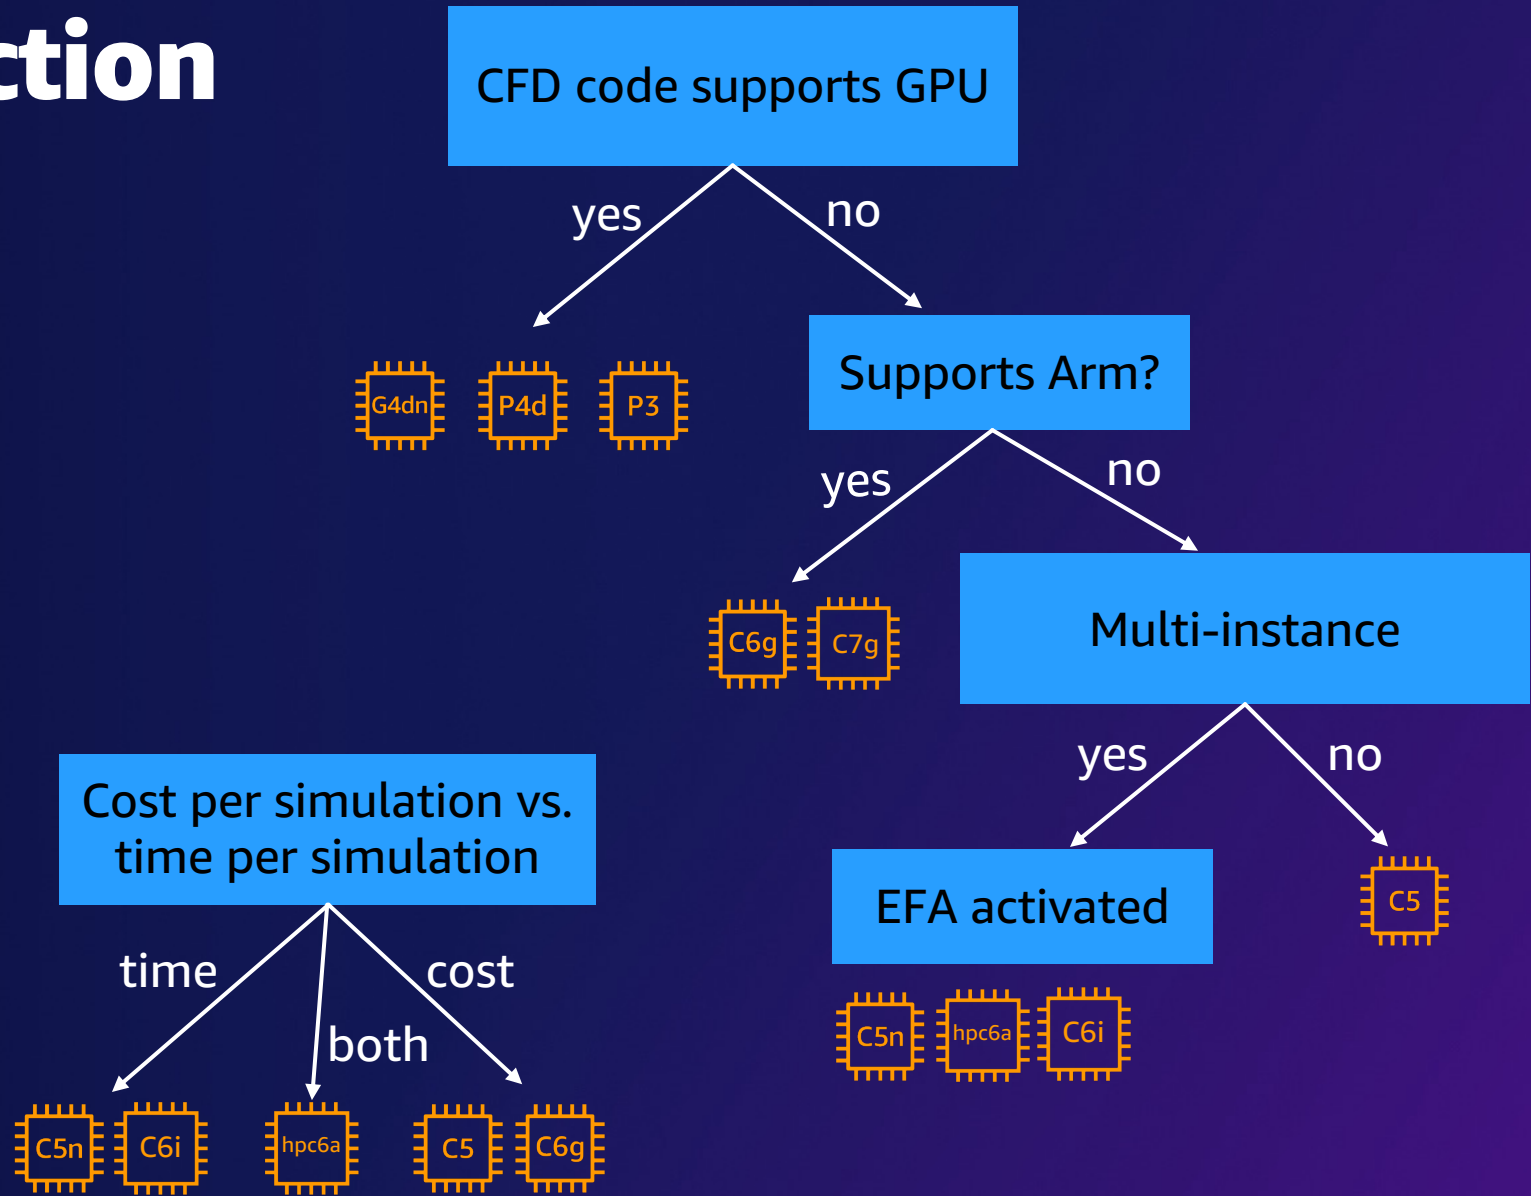 ction
CFD code supports GPU
yes
no
G4dn
P4d
P3
Supports Arm?
yes
no
C6g
C7g
Multi-instance
yes
no
EFA activated
C5
C5n
hpc6a
C6i
Cost per simulation vs.
time per simulation
time
both
cost
C5n
C6i
hpc6a
C5
C6g